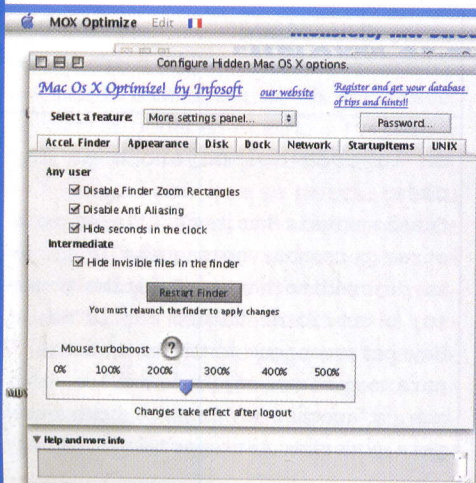 MOX Optimize Edit
Configure Hidden Mac OS X options.
Mac Os X Optimize! by Infosoft our website Register and get your database
of tips and hints!!
Select a feature: More settings panel... Password...
Accel. Finder Appearance Disk Dock Network StartupItems UNIX
Any user
Disable Finder Zoom Rectangles
Disable Anti Aliasing
Hide seconds in the clock
Intermediate
Hide Invisible files in the finder
Restart Finder
You must relaunch the finder to apply changes
Mouse turboboost ?
0% 100% 200% 300% 400% 500%
Changes take effect after logout
Help and more info